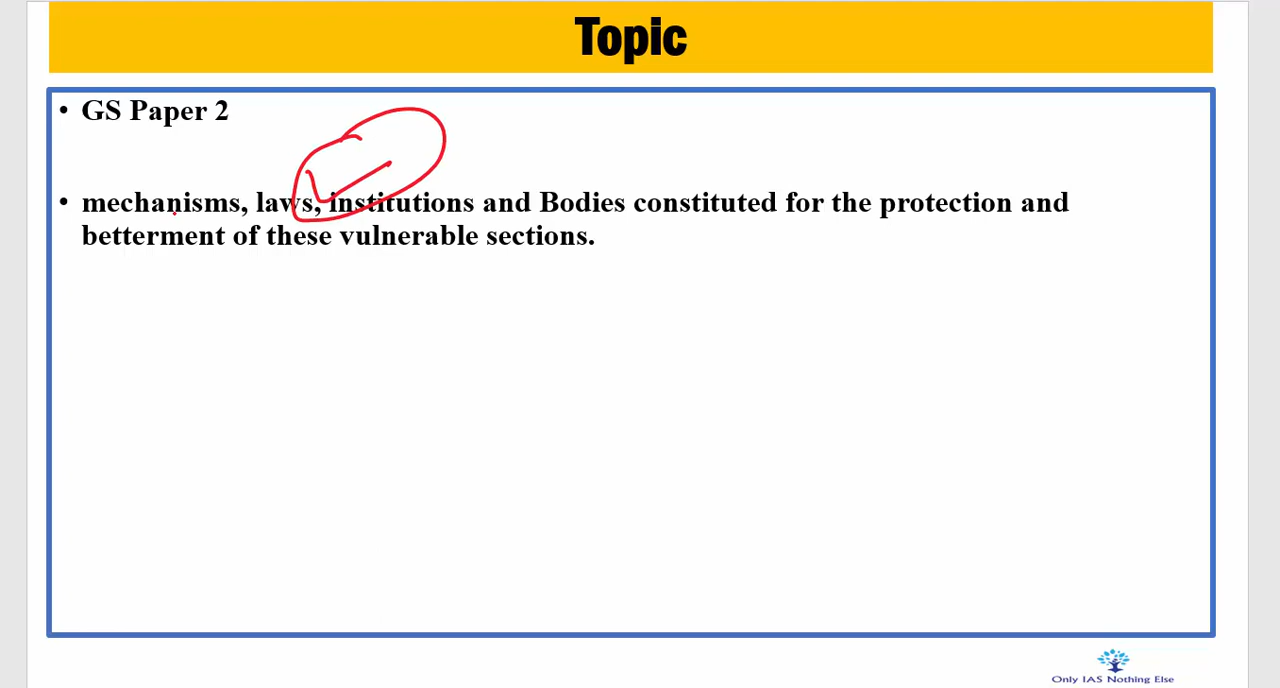 Topic
• GS Paper 2
• mechanisms, laws, institutions and Bodies constituted for the protection and
betterment of these vulnerable sections.
Only IAS Nothing Else